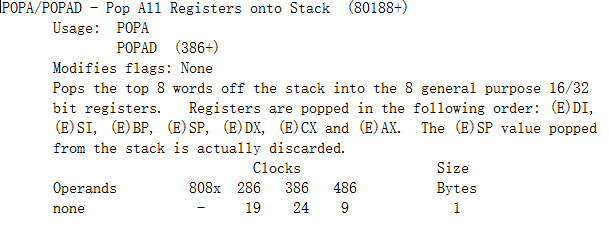 POPA/POPAD - Pop All Registers onto Stack  (80188+)
Usage:  POPA
POPAD  (386+)
Modifies flags: None
Pops the top 8 words off the stack into the 8 general purpose 16/32
bit registers.   Registers are popped in the following order: (E)DI,
(E)SI, (E)BP, (E)SP, (E)DX, (E)CX and (E)AX.  The (E)SP value popped
from the stack is actually discarded.
Clocks                 Size
Operands         808x  286   386   486             Bytes
none              -     19    24    9                1